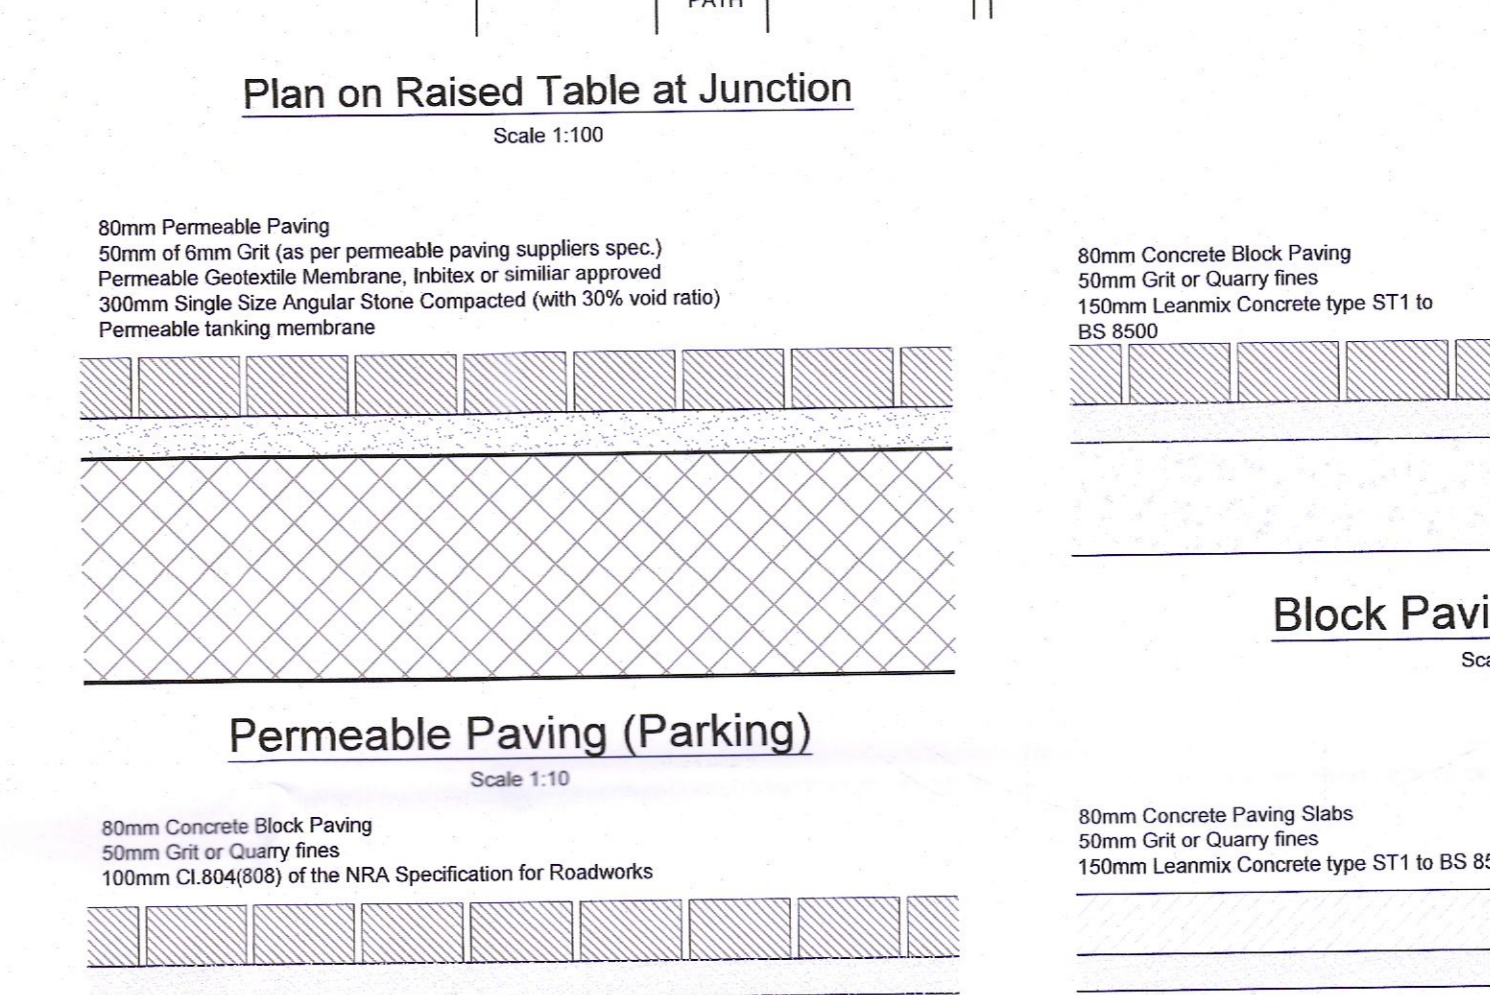 PATH
Plan on Raised Table at Junction
Scale 1:100
80mm Permeable Paving
50mm of 6mm Grit (as per permeable paving suppliers spec.)
Permeable Geotextile Membrane, Inbitex or similiar approved
300mm Single Size Angular Stone Compacted (with 30% void ratio)
Permeable tanking membrane
80mm Concrete Block Paving
50mm Grit or Quarry fines
150mm Leanmix Concrete type ST1 to
BS 8500
Block Pavi
Sca
Permeable Paving (Parking)
Scale 1:10
80mm Concrete Block Paving
50mm Grit or Quarry fines
100mm Cl.804(808) of the NRA Specification for Roadworks
80mm Concrete Paving Slabs
50mm Grit or Quarry fines
150mm Leanmix Concrete type ST1 to BS 85